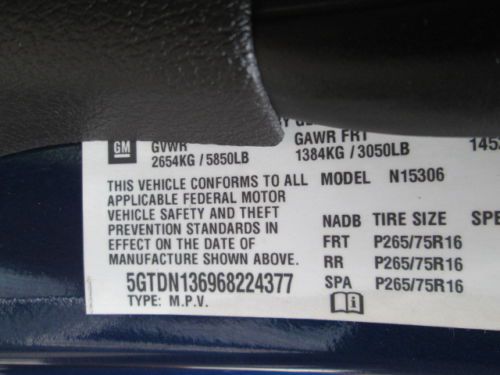 GM
GVWR GAWR FRT
2654KG / 5850LB 1384KG / 3050LB
THIS VEHICLE CONFORMS TO ALL MODEL N15306
APPLICABLE FEDERAL MOTOR
VEHICLE SAFETY AND THEFT NADB TIRE SIZE SPE
PREVENTION STANDARDS IN
EFFECT ON THE DATE OF FRT P265/75R16
MANUFACTURE SHOWN ABOVE. RR P265/75R16
5GTDN136968224377 SPA P265/75R16
TYPE: M.P.V.